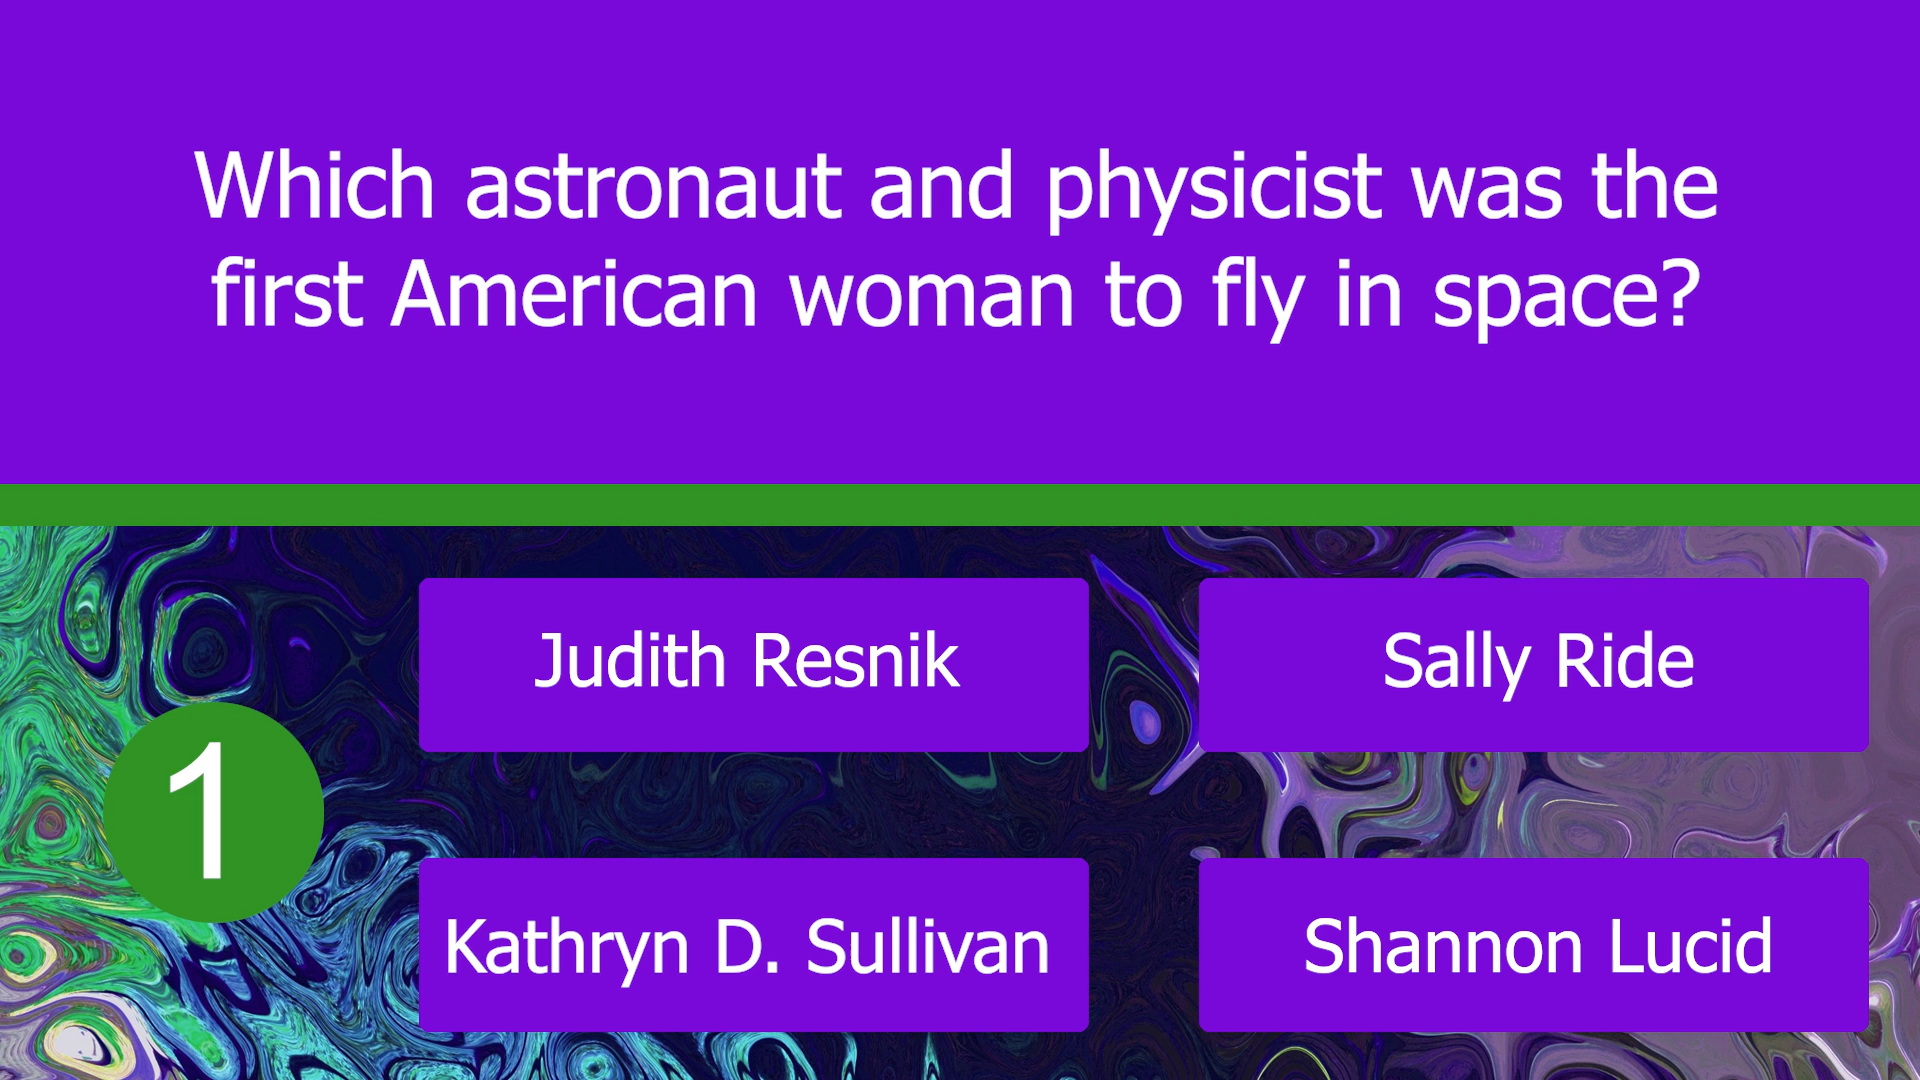 Which astronaut and physicist was the
first American woman to fly in space?
Judith Resnik
Sally Ride
1
Kathryn D. Sullivan
Shannon Lucid